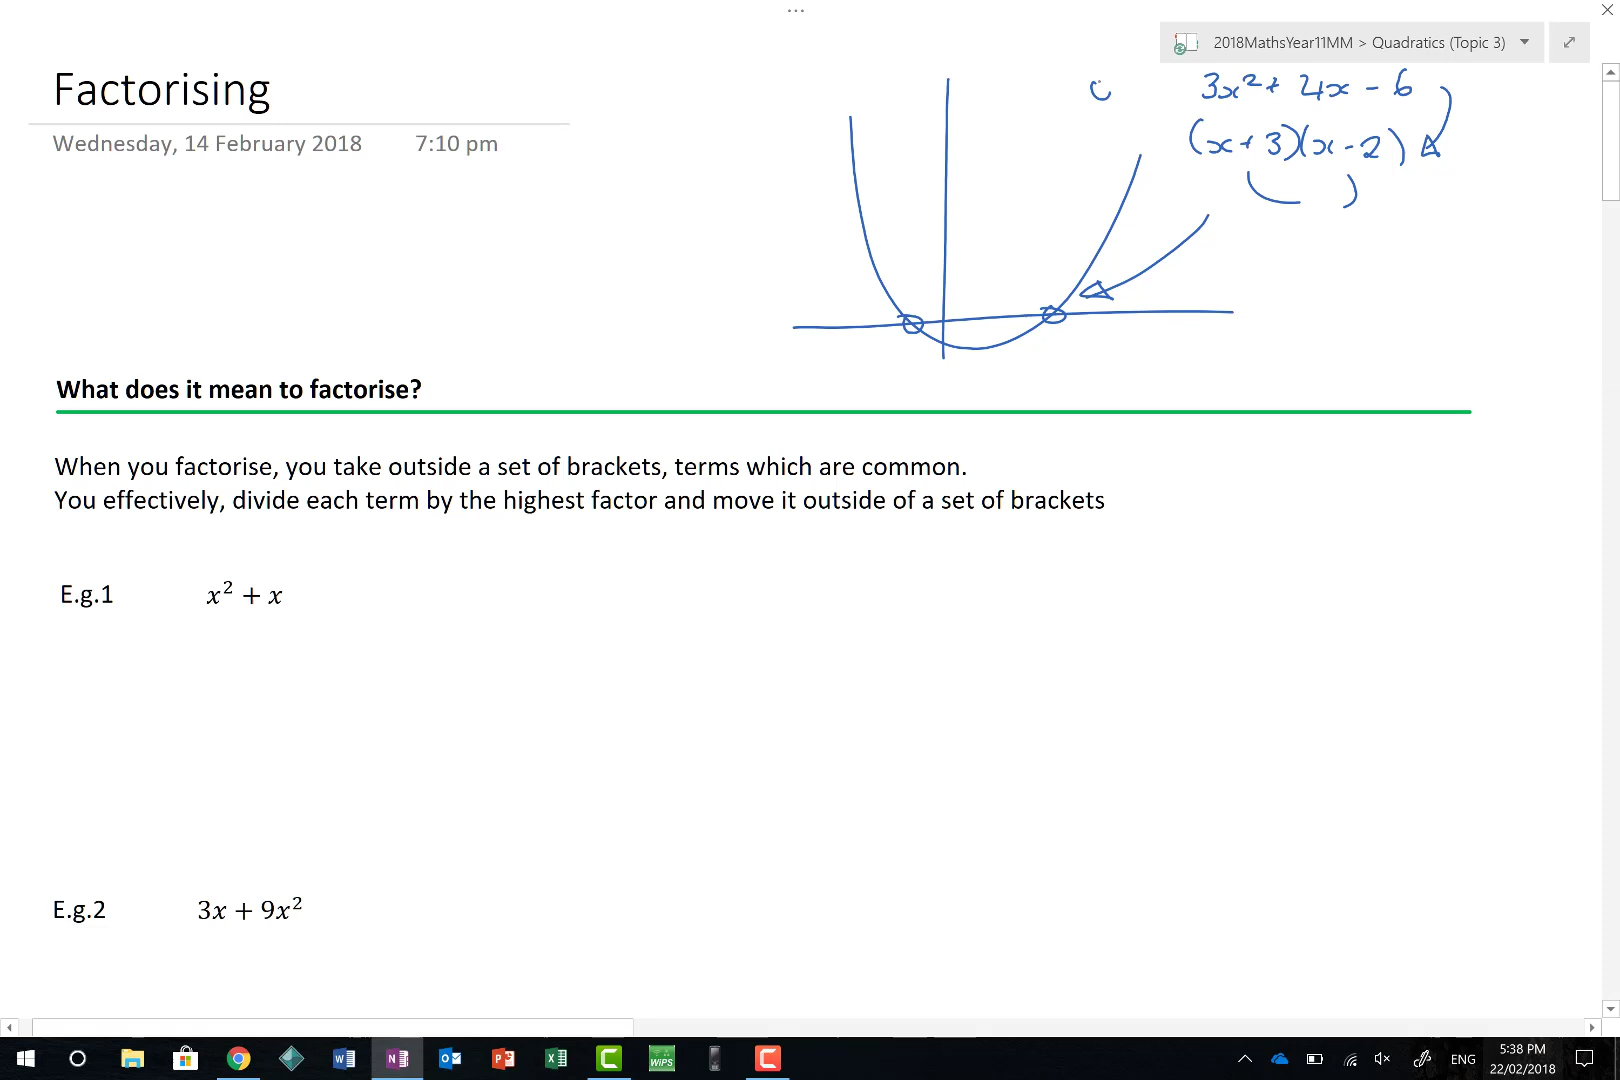 2018MathsYear11MM > Quadratics (Topic 3)
Factorising
Wednesday, 14 February 2018 7:10 pm
3x² + 4x - 6
(x + 3)(x - 2)
( )
What does it mean to factorise?
When you factorise, you take outside a set of brackets, terms which are common.
You effectively, divide each term by the highest factor and move it outside of a set of brackets
E.g.1 x² + x
E.g.2 3x + 9x²
WiPS
ENG
5:38 PM
22/02/2018